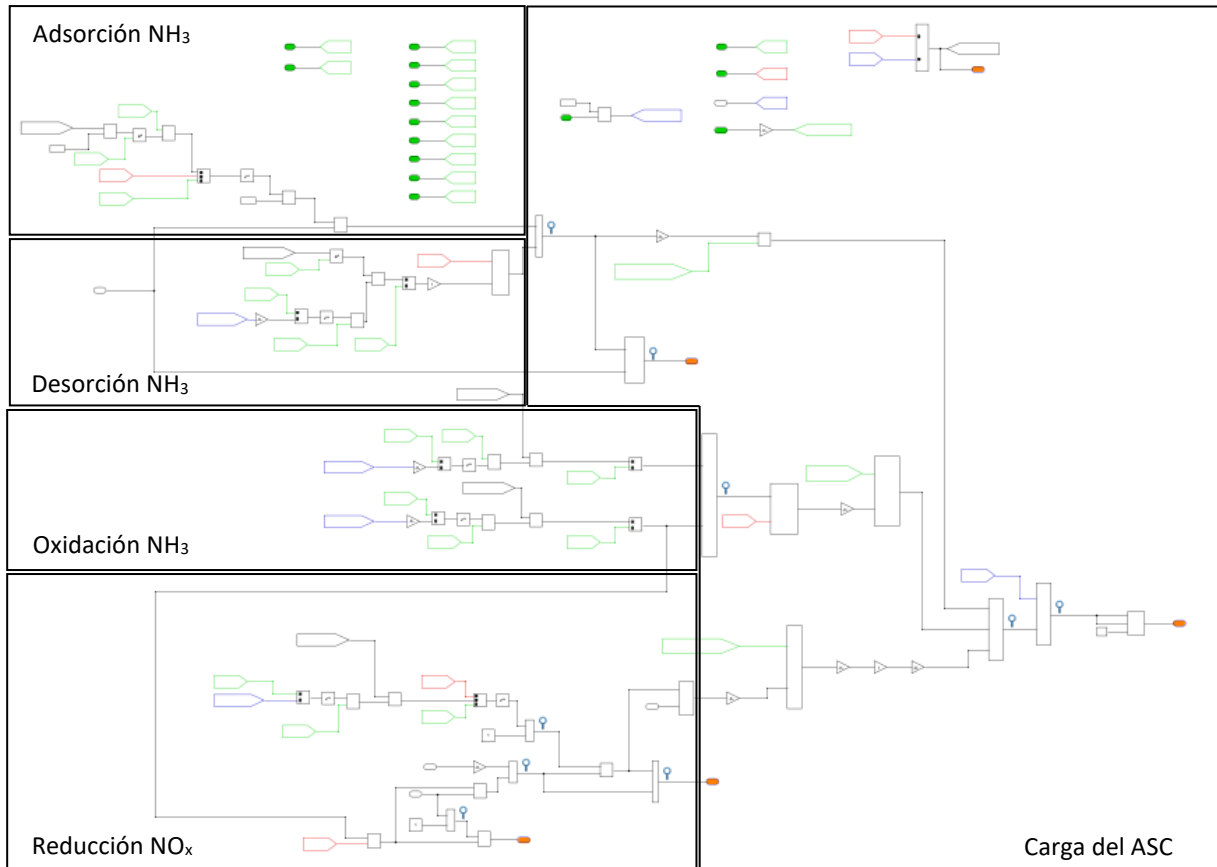 Adsorción NH₃
Desorción NH₃
Oxidación NH₃
Reducción NOₓ
Carga del ASC